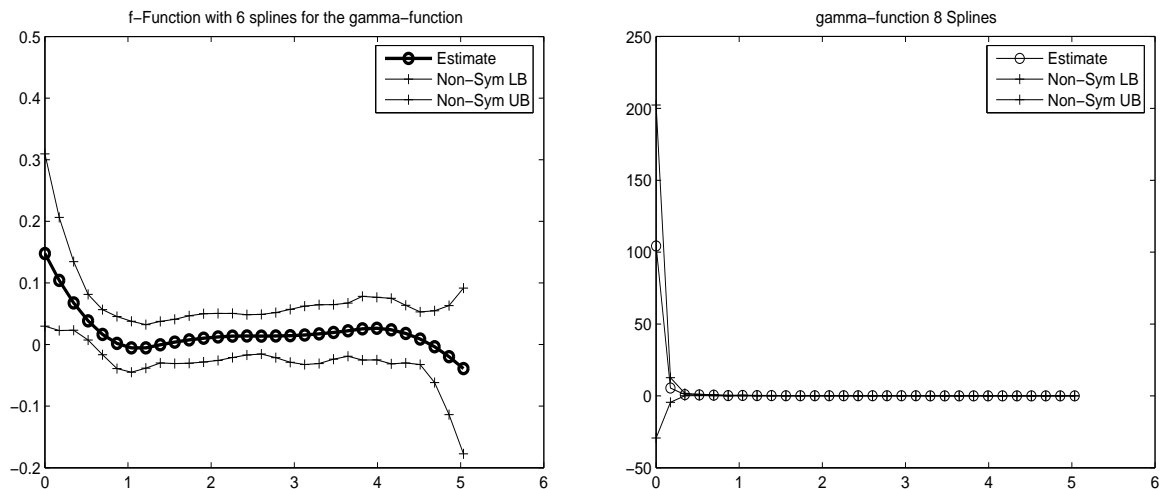 f−Function with 6 splines for the gamma−function
0.5
0.4
0.3
0.2
0.1
0
−0.1
−0.2
0 1 2 3 4 5 6
Estimate
Non−Sym LB
Non−Sym UB
gamma−function 8 Splines
250
200
150
100
50
0
−50
0 1 2 3 4 5 6
Estimate
Non−Sym LB
Non−Sym UB